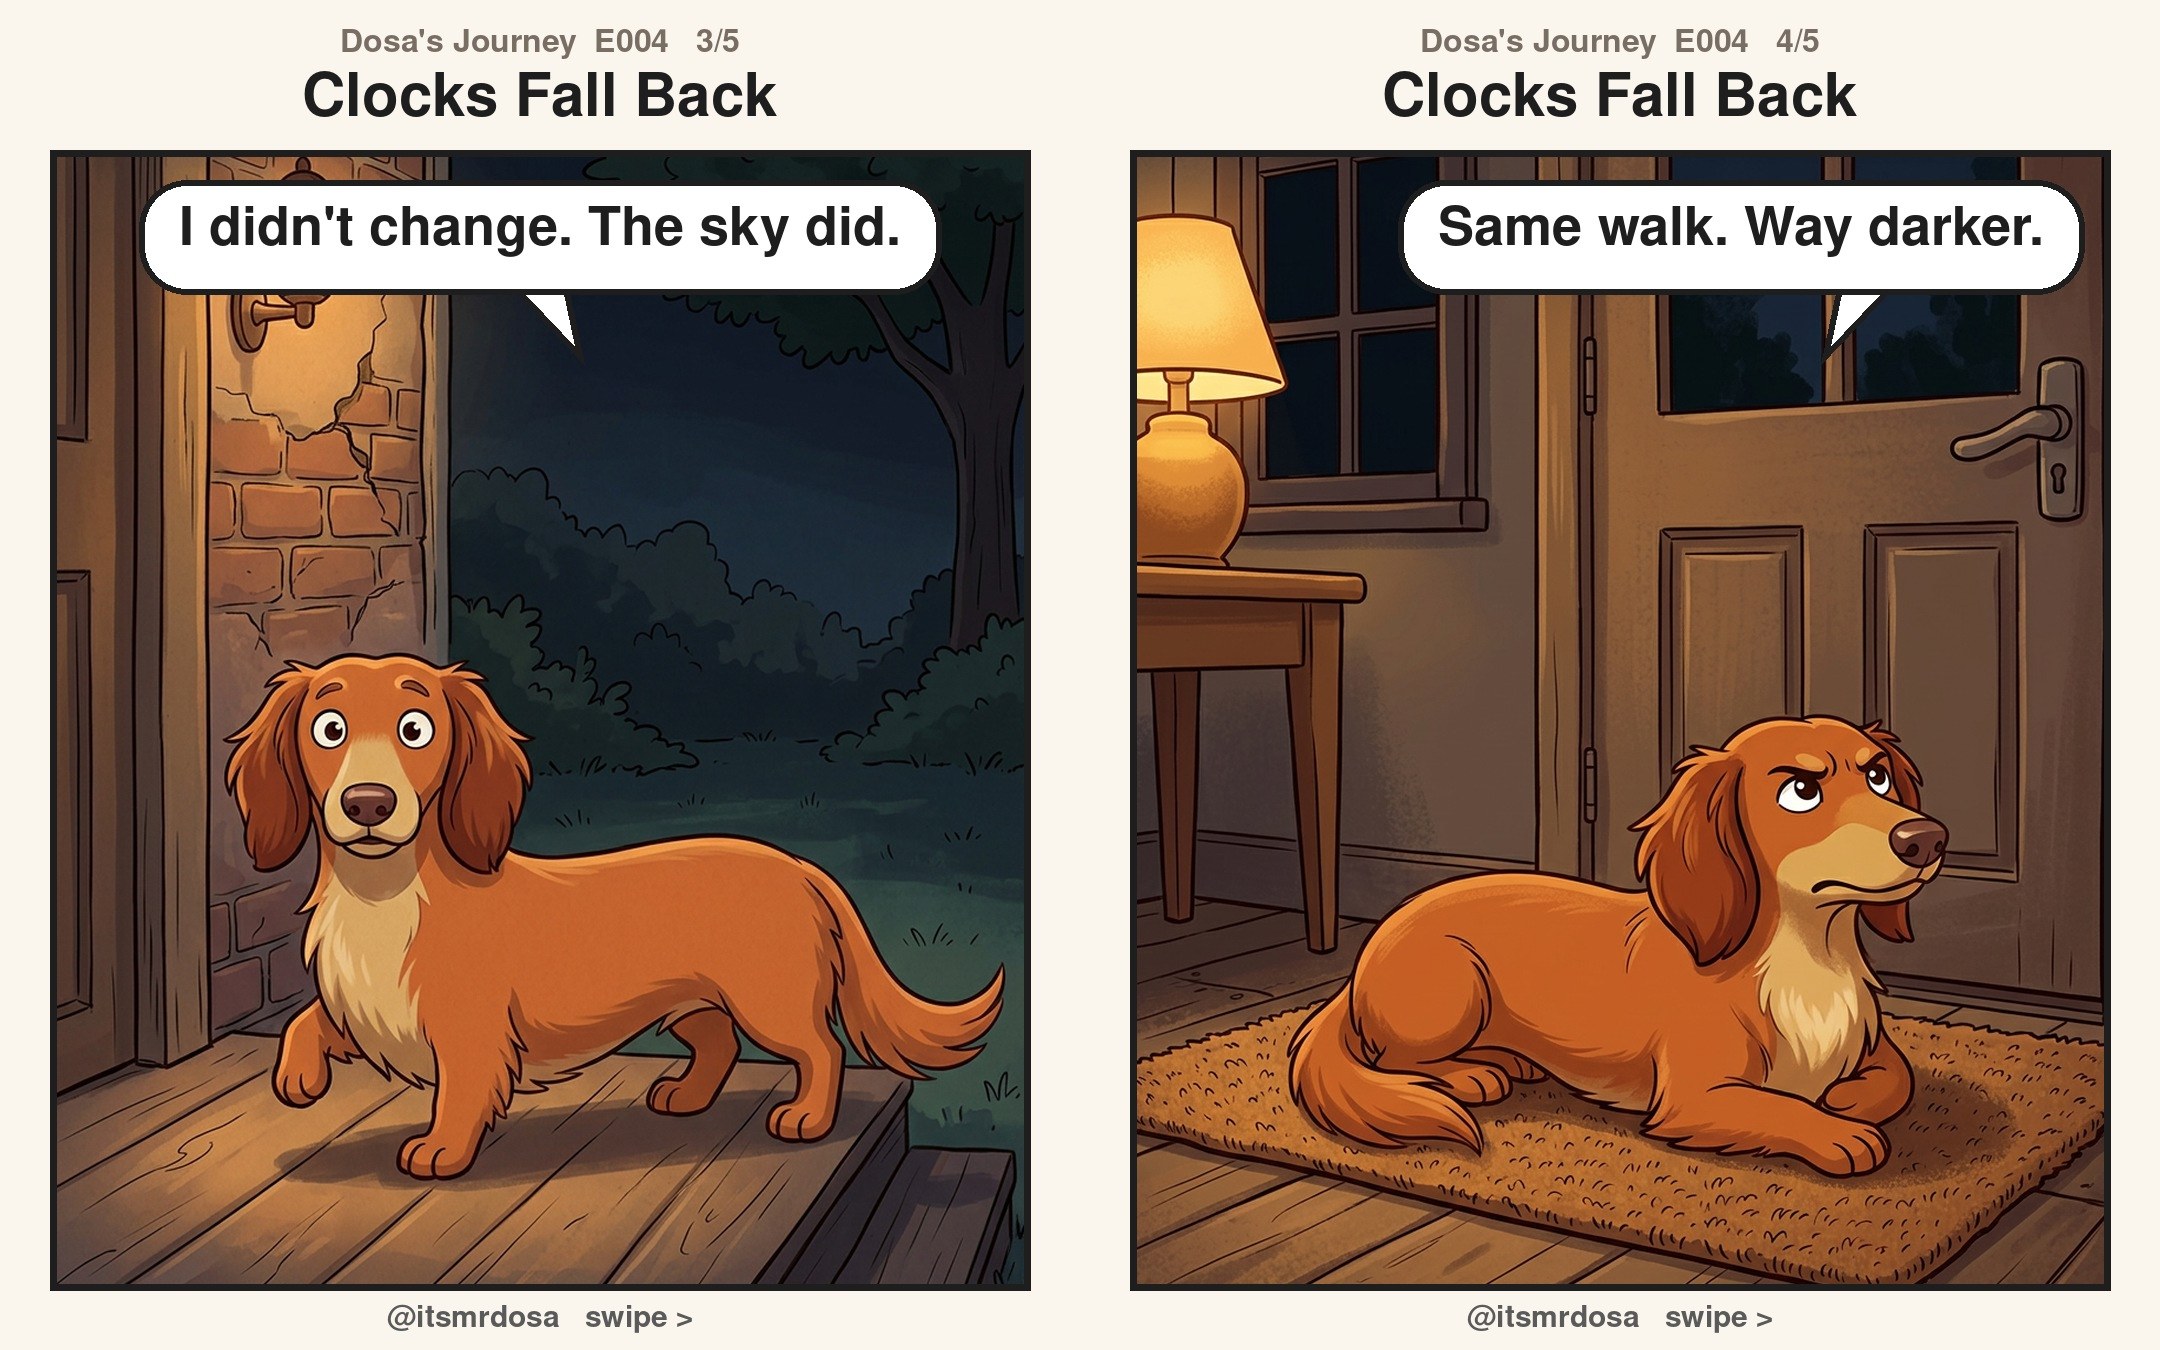 Dosa's Journey E004 3/5
Clocks Fall Back
I didn't change. The sky did.
@itsmrdosa swipe >
Dosa's Journey E004 4/5
Clocks Fall Back
Same walk. Way darker.
@itsmrdosa swipe >